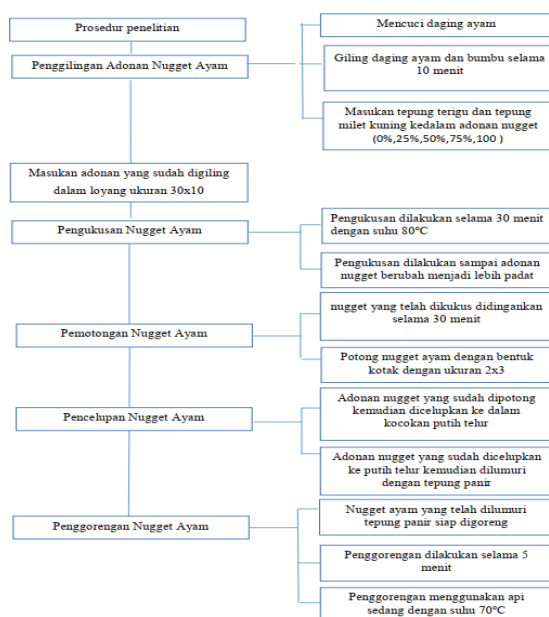 Prosedur penelitian
Mencuci daging ayam
Penggilingan Adonan Nugget Ayam
Giling daging ayam dan bumbu selama
10 menit
Masukan tepung terigu dan tepung
milet kuning kedalam adonan nugget
(0%,25%,50%,75%,100 )
Masukan adonan yang sudah digiling
dalam loyang ukuran 30x10
Pengukusan Nugget Ayam
Pengukusan dilakukan selama 30 menit
dengan suhu 80°C
Pengukusan dilakukan sampai adonan
nugget berubah menjadi lebih padat
Pemotongan Nugget Ayam
nugget yang telah dikukus didingankan
selama 30 menit
Potong nugget ayam dengan bentuk
kotak dengan ukuran 2x3
Pencelupan Nugget Ayam
Adonan nugget yang sudah dipotong
kemudian dicelupkan ke dalam
kocokan putih telur
Adonan nugget yang sudah dicelupkan
ke putih telur kemudian dilumuri
dengan tepung panir
Penggorengan Nugget Ayam
Nugget ayam yang telah dilumuri
tepung panir siap digoreng
Penggorengan dilakukan selama 5
menit
Penggorengan menggunakan api
sedang dengan suhu 70°C